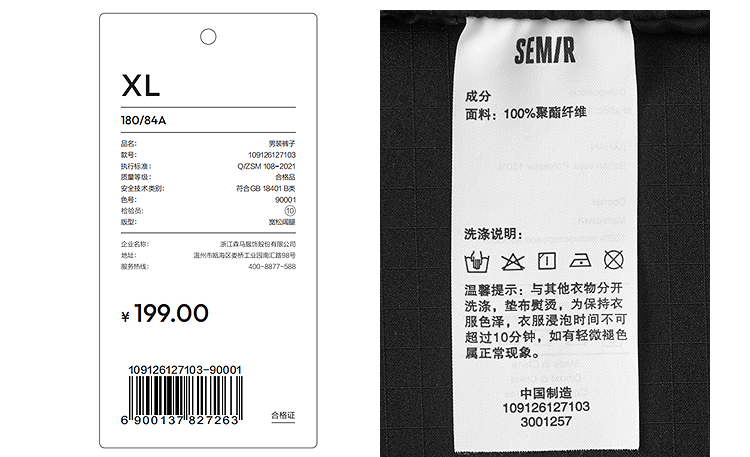 XL
180/84A
品名： 男装裤子
款号： 109126127103
执行标准： Q/ZSM 108-2021
质量等级： 合格品
安全技术类别： 符合GB 18401 B类
色号： 90001
检验员： 10
版型： 宽松阔腿
企业名称： 浙江森马服饰股份有限公司
地址： 温州市瓯海区娄桥工业园南汇路98号
服务热线： 400-8877-588
¥ 199.00
109126127103-90001
6 900137 827263
合格证
SEMIR
成分
面料：100%聚酯纤维
洗涤说明：
温馨提示：与其他衣物分开
洗涤，垫布熨烫，为保持衣
服色泽，衣服浸泡时间不可
超过10分钟，如有轻微褪色
属正常现象。
中国制造
109126127103
3001257